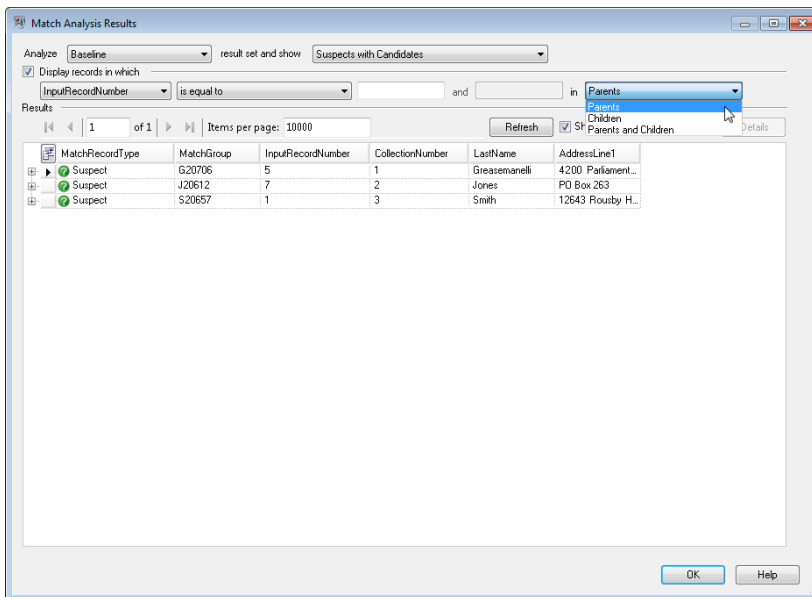 Match Analysis Results
Analyze Baseline result set and show Suspects with Candidates
Display records in which
InputRecordNumber is equal to and in Parents
Parents
Children
Parents and Children
Results
1 of 1 Items per page: 10000 Refresh Details
MatchRecordType MatchGroup InputRecordNumber CollectionNumber LastName AddressLine1
Suspect G20706 5 1 Greasemanelli 4200 Parliament...
Suspect J20612 7 2 Jones PO Box 263
Suspect S20657 1 3 Smith 12643 Rousby H...
OK Help